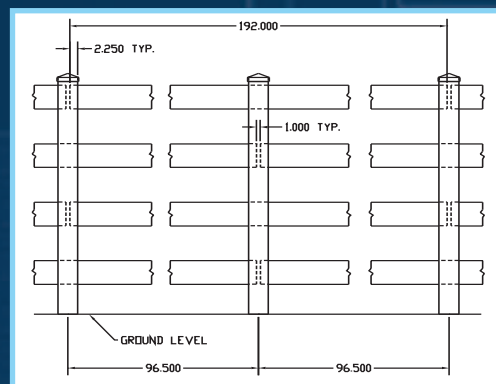 192.000
2.250 TYP.
1.000 TYP.
GROUND LEVEL
96.500
96.500